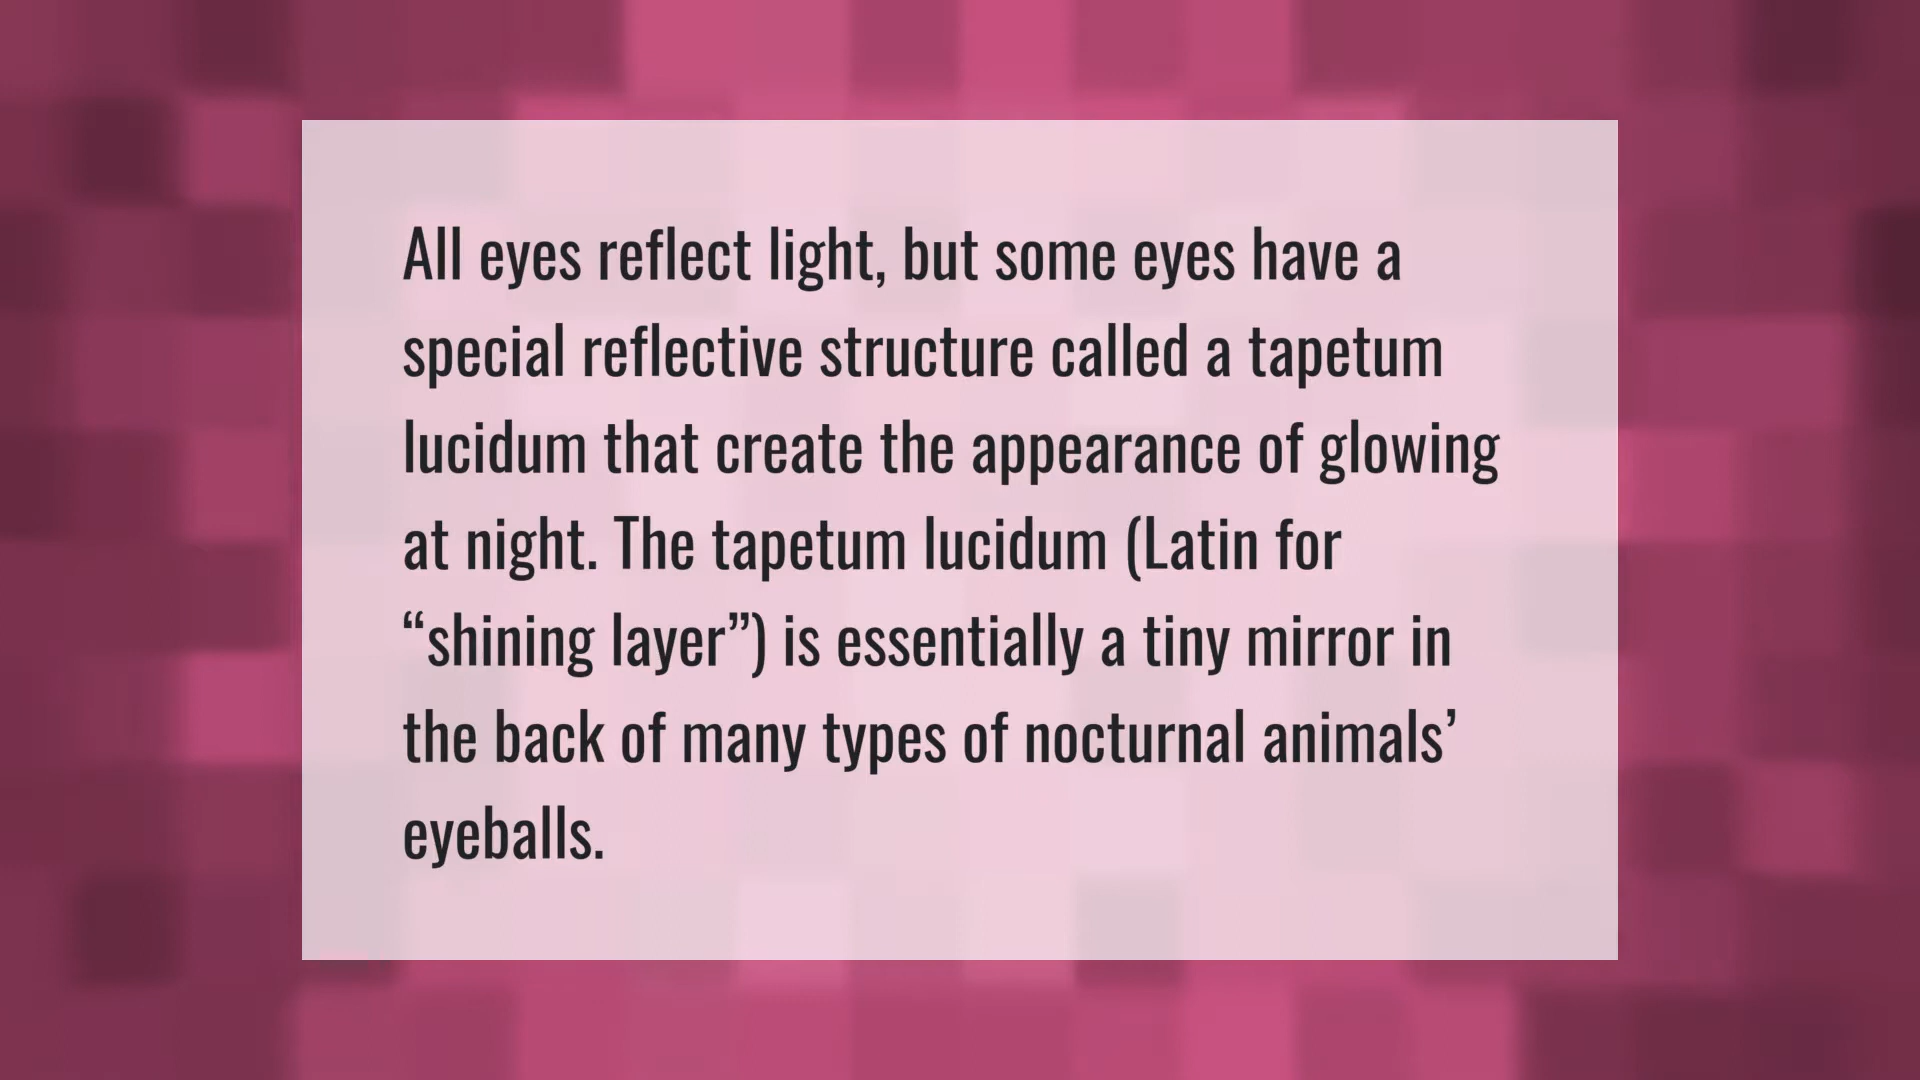 All eyes reflect light, but some eyes have a
special reflective structure called a tapetum
lucidum that create the appearance of glowing
at night. The tapetum lucidum (Latin for
“shining layer”) is essentially a tiny mirror in
the back of many types of nocturnal animals’
eyeballs.